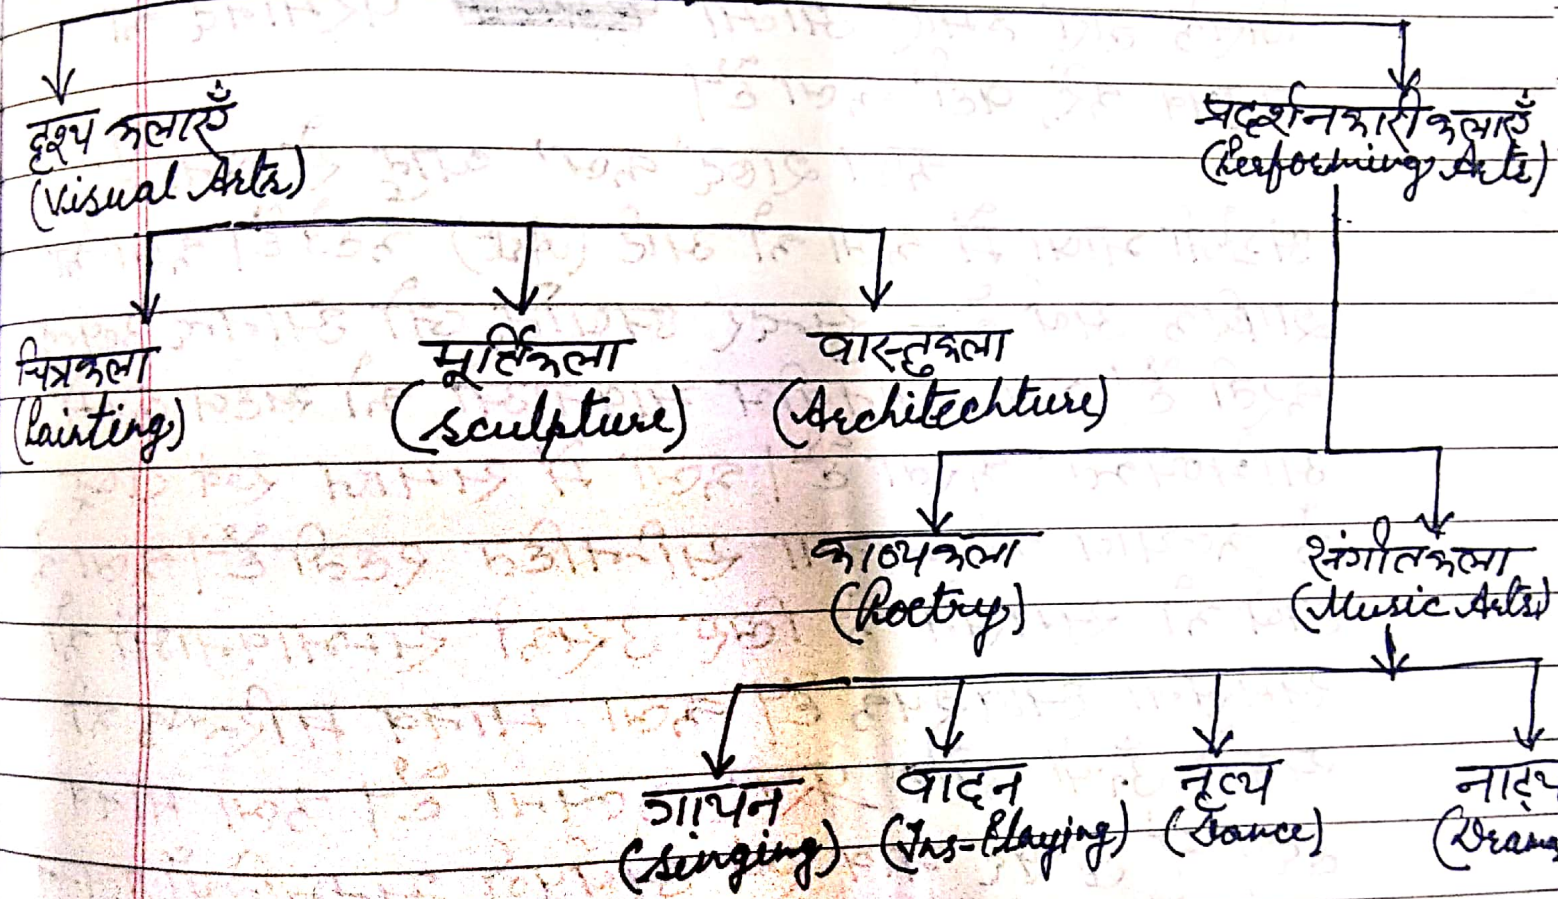 दृश्य कलाएँ
(Visual Arts)
प्रदर्शनकारी कलाएँ
(Performing Arts)
चित्रकला
(Painting)
मूर्तिकला
(Sculpture)
वास्तुकला
(Architechture)
काव्यकला
(Poetry)
संगीतकला
(Music Arts)
गायन
(Singing)
वादन
(Ins-Playing)
नृत्य
(Dance)
नाट्य
(Drama